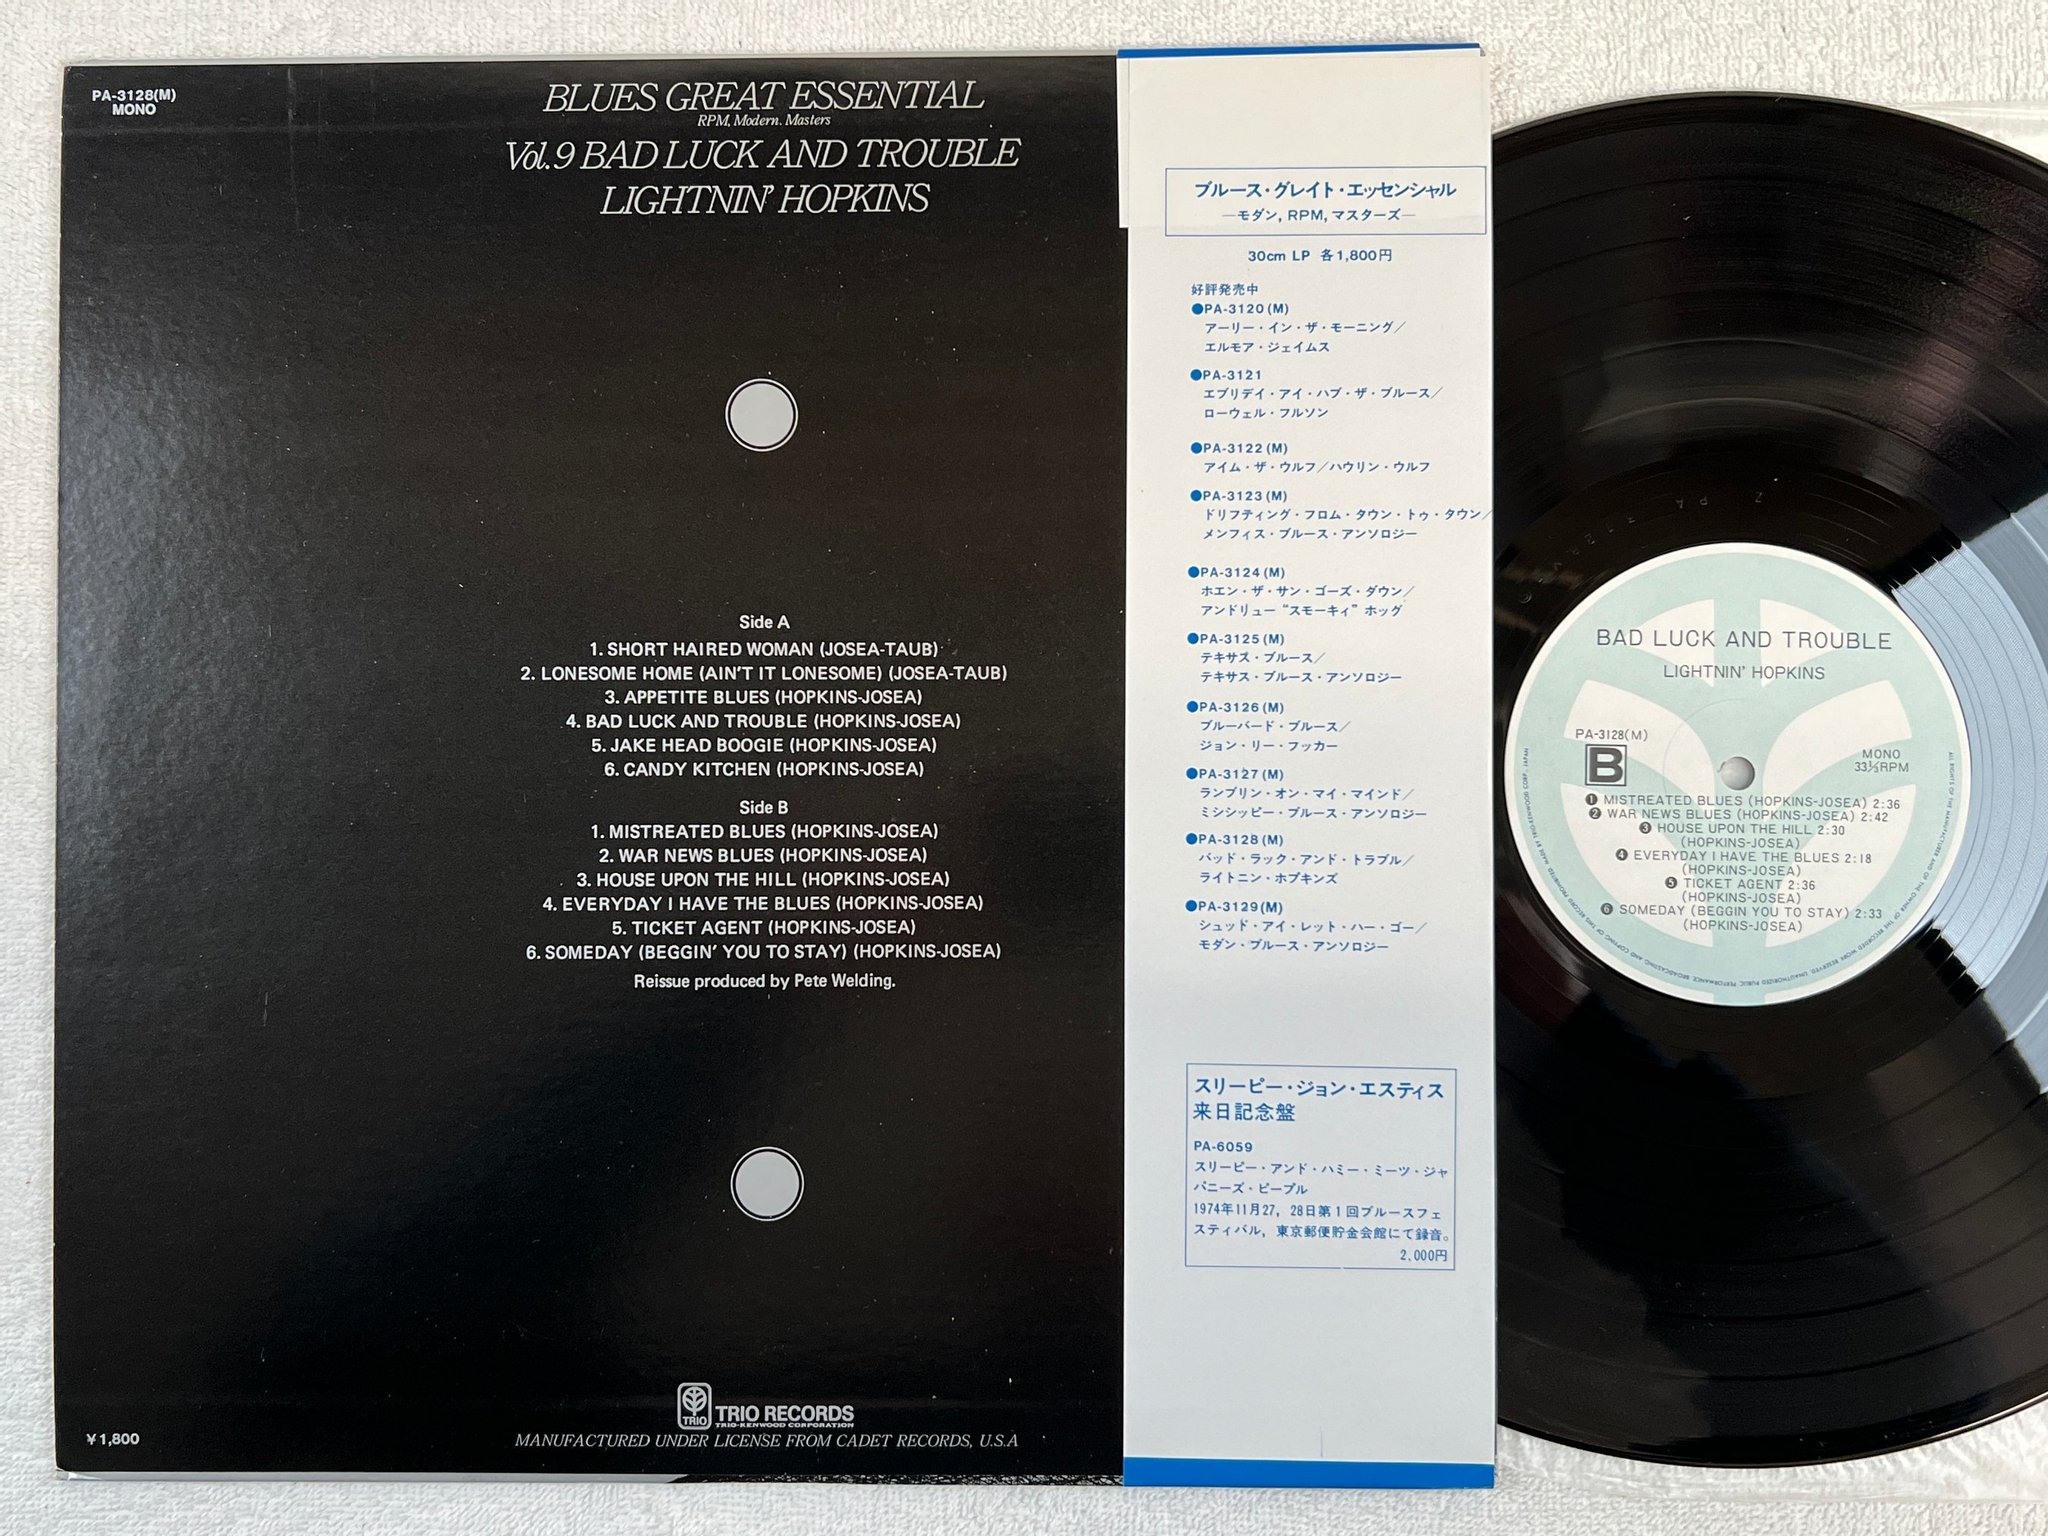 PA-3128(M)
MONO
BLUES GREAT ESSENTIAL
RPM, Modern. Masters
Vol.9 BAD LUCK AND TROUBLE
LIGHTNIN' HOPKINS
Side A
1. SHORT HAIRED WOMAN (JOSEA-TAUB)
2. LONESOME HOME (AIN'T IT LONESOME) (JOSEA-TAUB)
3. APPETITE BLUES (HOPKINS-JOSEA)
4. BAD LUCK AND TROUBLE (HOPKINS-JOSEA)
5. JAKE HEAD BOOGIE (HOPKINS-JOSEA)
6. CANDY KITCHEN (HOPKINS-JOSEA)
Side B
1. MISTREATED BLUES (HOPKINS-JOSEA)
2. WAR NEWS BLUES (HOPKINS-JOSEA)
3. HOUSE UPON THE HILL (HOPKINS-JOSEA)
4. EVERYDAY I HAVE THE BLUES (HOPKINS-JOSEA)
5. TICKET AGENT (HOPKINS-JOSEA)
6. SOMEDAY (BEGGIN' YOU TO STAY) (HOPKINS-JOSEA)
Reissue produced by Pete Welding.
TRIO
TRIO RECORDS
TRIO-KENWOOD CORPORATION
MANUFACTURED UNDER LICENSE FROM CADET RECORDS, U.S.A
¥1,800
ブルース・グレイト・エッセンシャル
—モダン, RPM, マスターズ—
30cm LP 各1,800円
好評発売中
●PA-3120(M)
アーリー・イン・ザ・モーニング/
エルモア・ジェイムス
●PA-3121
エブリデイ・アイ・ハブ・ザ・ブルース/
ローウェル・フルソン
●PA-3122(M)
アイム・ザ・ウルフ/ハウリン・ウルフ
●PA-3123(M)
ドリフティング・フロム・タウン・トゥ・タウン/
メンフィス・ブルース・アンソロジー
●PA-3124(M)
ホエン・ザ・サン・ゴーズ・ダウン/
アンドリュー“スモーキィ”ホッグ
●PA-3125(M)
テキサス・ブルース/
テキサス・ブルース・アンソロジー
●PA-3126(M)
ブルーバード・ブルース/
ジョン・リー・フッカー
●PA-3127(M)
ランブリン・オン・マイ・マインド/
ミシシッピー・ブルース・アンソロジー
●PA-3128(M)
バッド・ラック・アンド・トラブル/
ライトニン・ホプキンズ
●PA-3129(M)
シュッド・アイ・レット・ハー・ゴー/
モダン・ブルース・アンソロジー
スリーピー・ジョン・エスティス
来日記念盤
PA-6059
スリーピー・アンド・ハミー・ミーツ・ジャ
パニーズ・ピープル
1974年11月27, 28日第1回ブルースフェ
スティバル, 東京郵便貯金会館にて録音。
2,000円
BAD LUCK AND TROUBLE
LIGHTNIN' HOPKINS
PA-3128(M)
B
MONO
33⅓RPM
❶ MISTREATED BLUES (HOPKINS-JOSEA) 2:36
❷ WAR NEWS BLUES (HOPKINS-JOSEA) 2:42
❸ HOUSE UPON THE HILL 2:30
(HOPKINS-JOSEA)
❹ EVERYDAY I HAVE THE BLUES 2:18
(HOPKINS-JOSEA)
❺ TICKET AGENT 2:36
(HOPKINS-JOSEA)
❻ SOMEDAY (BEGGIN YOU TO STAY) 2:33
(HOPKINS-JOSEA)